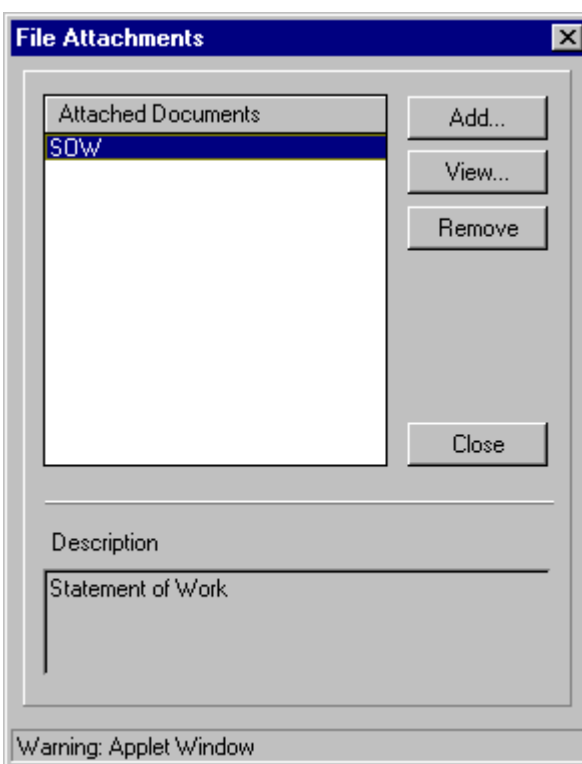 File Attachments
Attached Documents
SOW
Add...
View...
Remove
Close
Description
Statement of Work
Warning: Applet Window